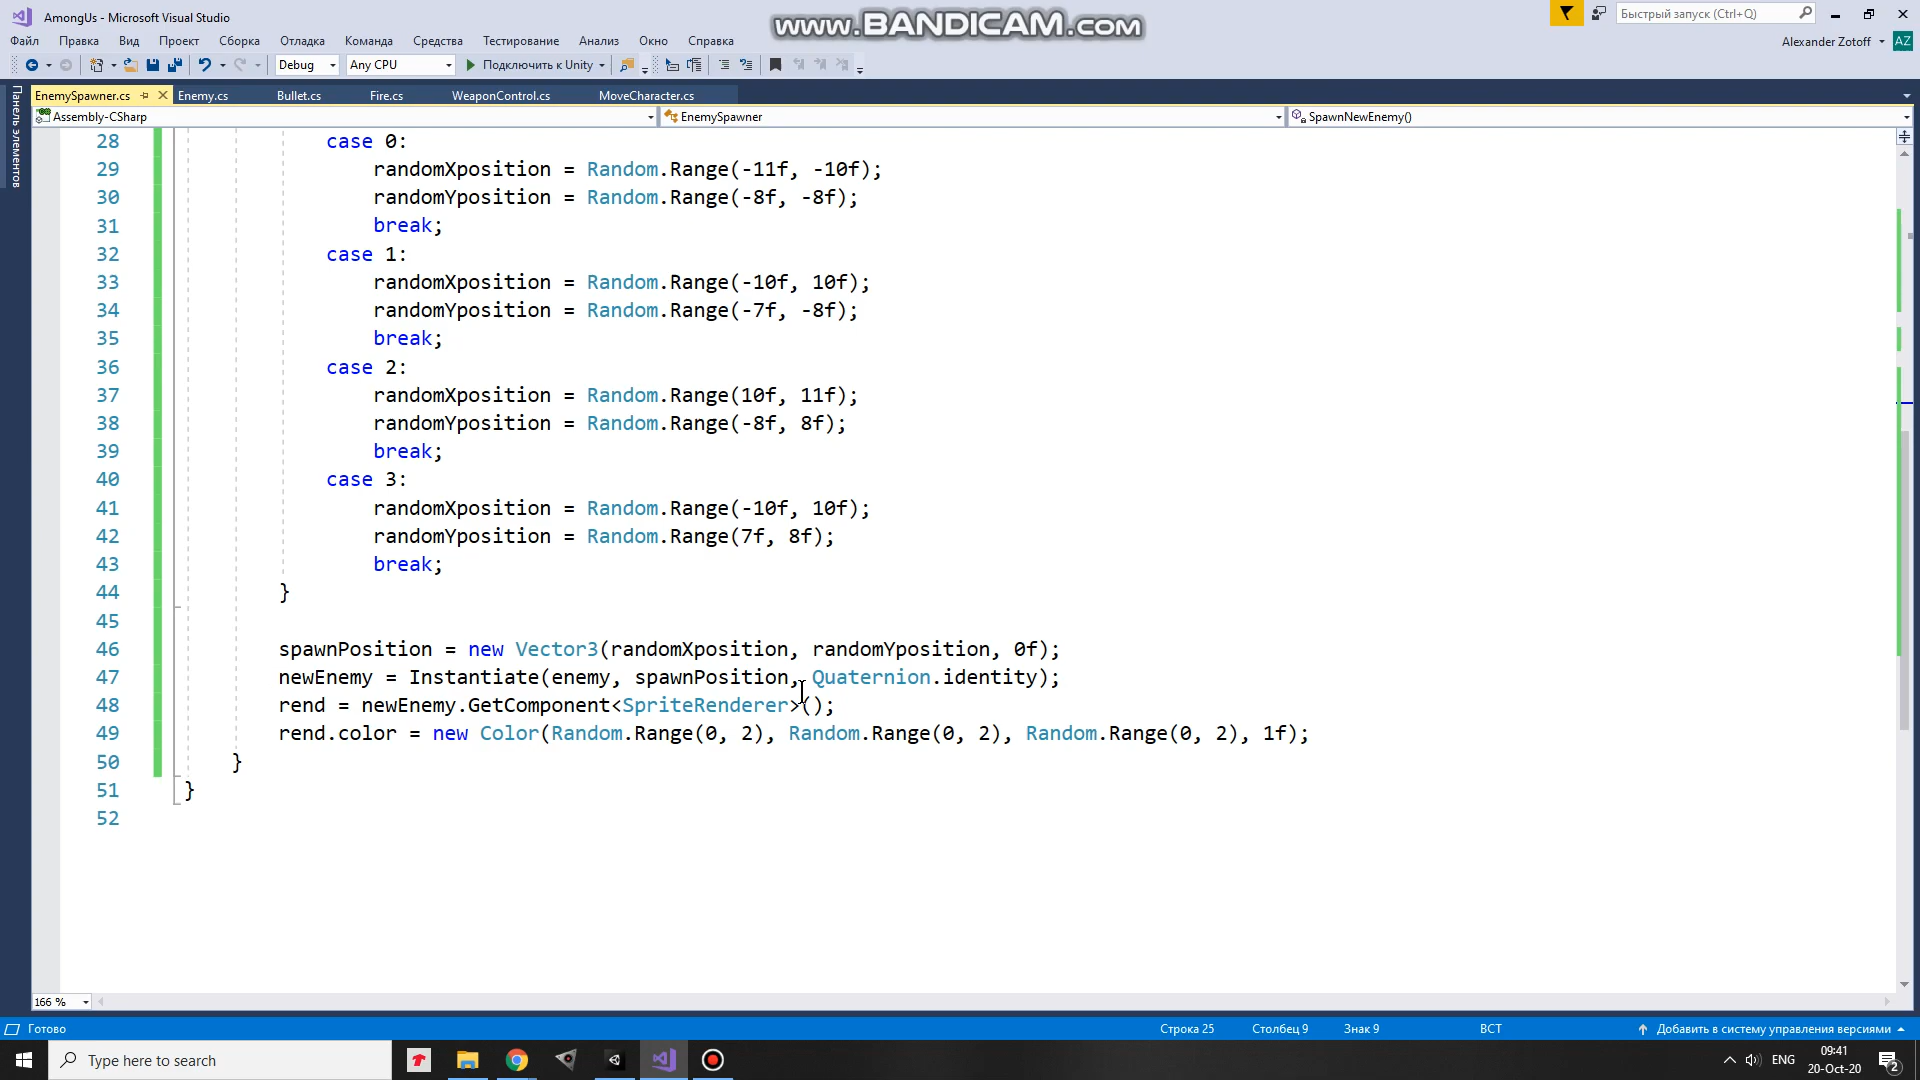 AmongUs - Microsoft Visual Studio
www.BANDICAM.com
Быстрый запуск (Ctrl+Q)
Файл Правка Вид Проект Сборка Отладка Команда Средства Тестирование Анализ Окно Справка
Alexander Zotoff AZ
Debug Any CPU Подключить к Unity
Панель элементов
EnemySpawner.cs Enemy.cs Bullet.cs Fire.cs WeaponControl.cs MoveCharacter.cs
Assembly-CSharp EnemySpawner SpawnNewEnemy()
28 case 0:
29 randomXposition = Random.Range(-11f, -10f);
30 randomYposition = Random.Range(-8f, -8f);
31 break;
32 case 1:
33 randomXposition = Random.Range(-10f, 10f);
34 randomYposition = Random.Range(-7f, -8f);
35 break;
36 case 2:
37 randomXposition = Random.Range(10f, 11f);
38 randomYposition = Random.Range(-8f, 8f);
39 break;
40 case 3:
41 randomXposition = Random.Range(-10f, 10f);
42 randomYposition = Random.Range(7f, 8f);
43 break;
44 }
45
46 spawnPosition = new Vector3(randomXposition, randomYposition, 0f);
47 newEnemy = Instantiate(enemy, spawnPosition, Quaternion.identity);
48 rend = newEnemy.GetComponent<SpriteRenderer>();
49 rend.color = new Color(Random.Range(0, 2), Random.Range(0, 2), Random.Range(0, 2), 1f);
50 }
51 }
52
166 %
Готово Строка 25 Столбец 9 Знак 9 ВСТ Добавить в систему управления версиями
Type here to search
ENG
09:41
20-Oct-20
2